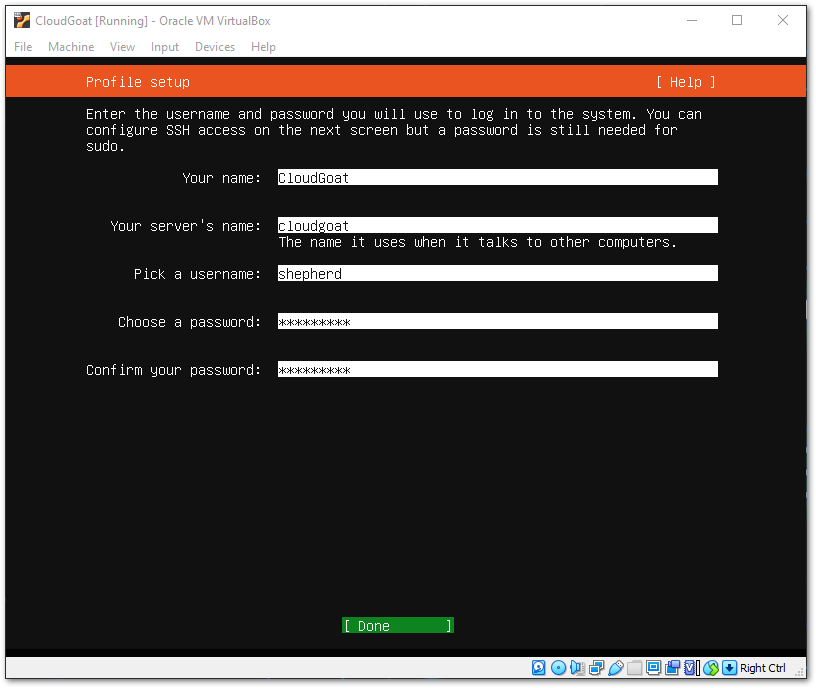 CloudGoat [Running] - Oracle VM VirtualBox
File Machine View Input Devices Help
Profile setup [ Help ]
Enter the username and password you will use to log in to the system. You can
configure SSH access on the next screen but a password is still needed for
sudo.
Your name: CloudGoat
Your server's name: cloudgoat
The name it uses when it talks to other computers.
Pick a username: shepherd
Choose a password: *********
Confirm your password: *********
[ Done ]
Right Ctrl